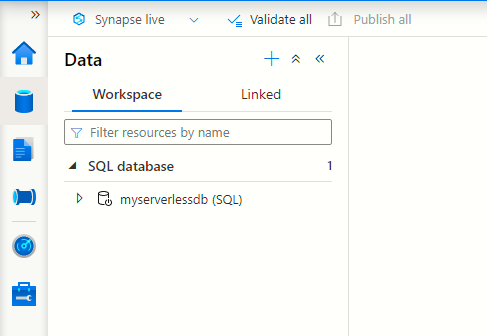 Synapse live
Validate all
Publish all
Data
Workspace
Linked
Filter resources by name
SQL database
1
myserverlessdb (SQL)